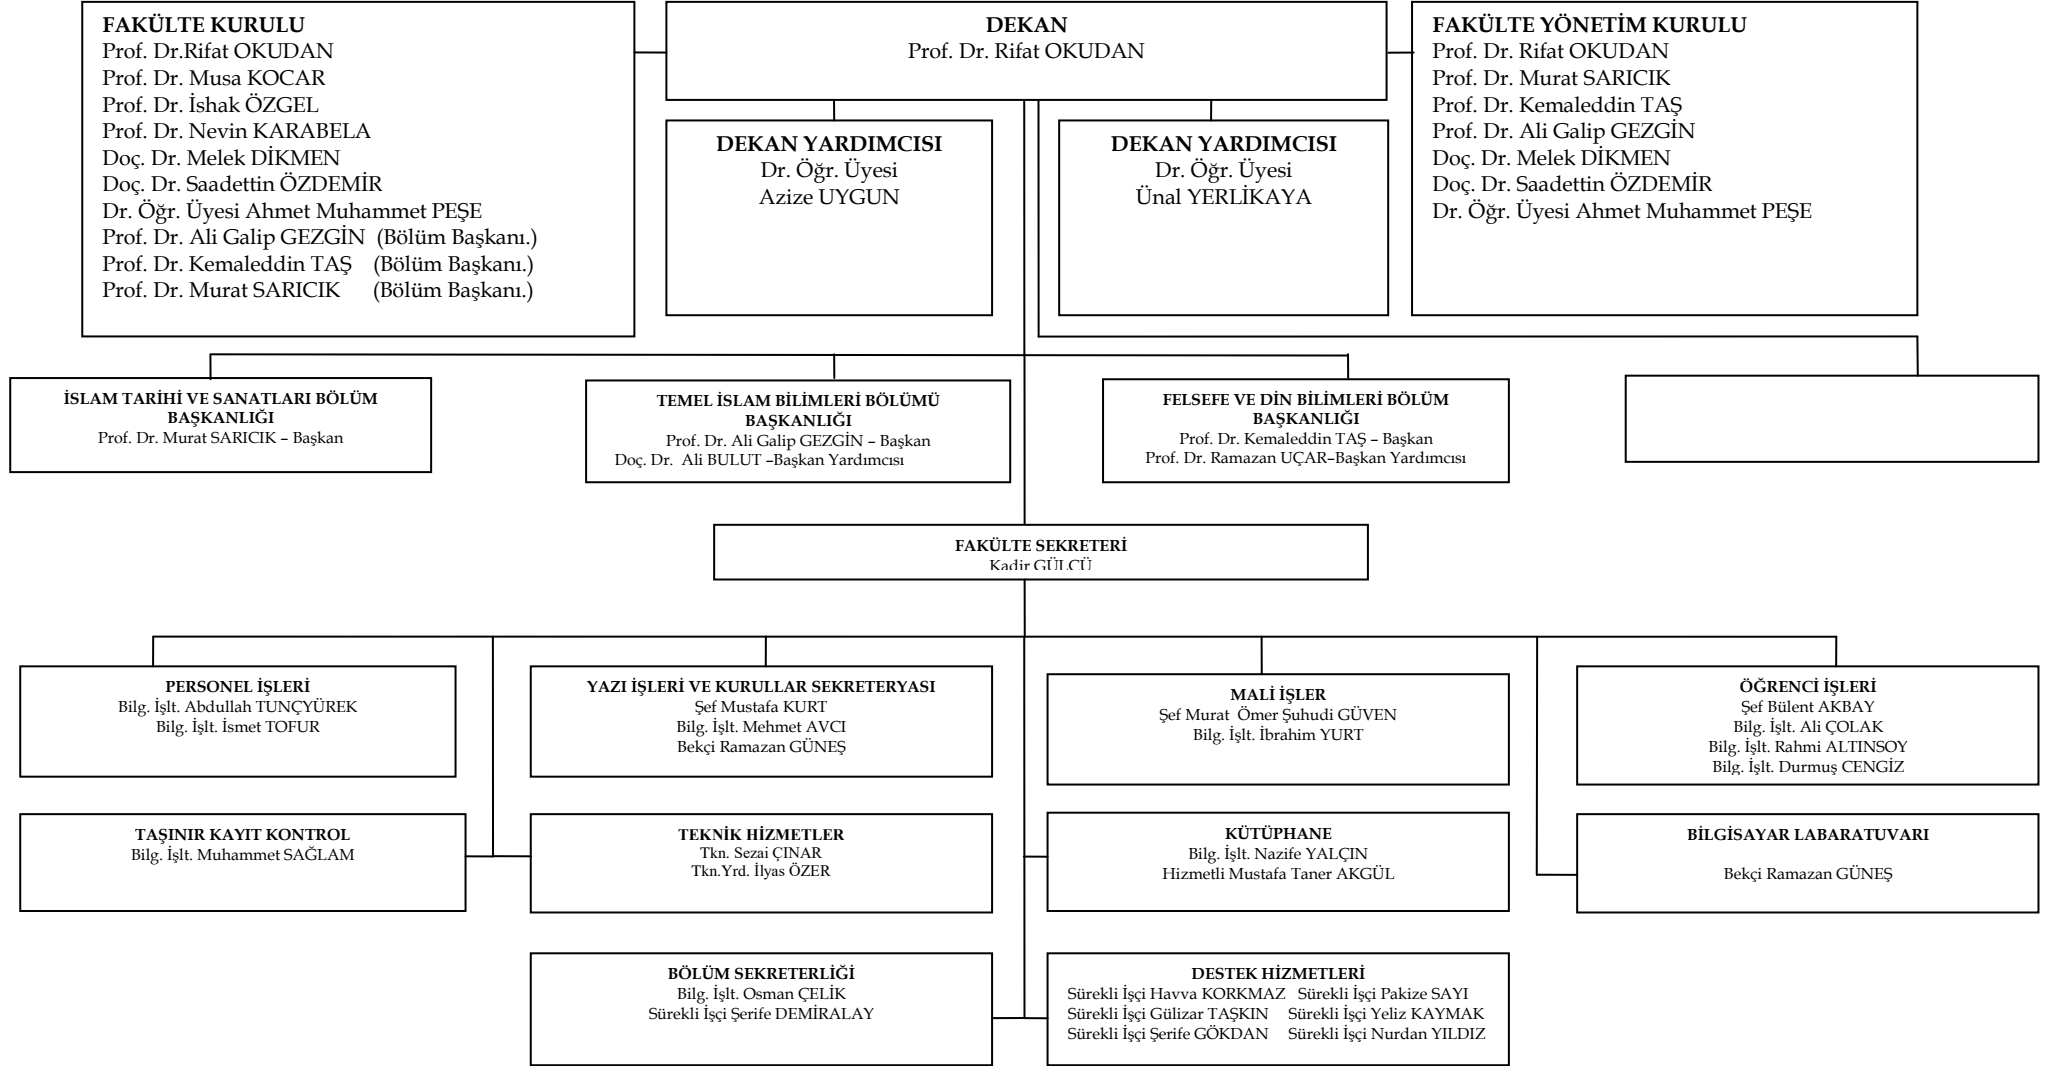 FAKÜLTE KURULU
Prof. Dr.Rifat OKUDAN
Prof. Dr. Musa KOCAR
Prof. Dr. İshak ÖZGEL
Prof. Dr. Nevin KARABELA
Doç. Dr. Melek DİKMEN
Doç. Dr. Saadettin ÖZDEMİR
Dr. Öğr. Üyesi Ahmet Muhammet PEŞE
Prof. Dr. Ali Galip GEZGİN (Bölüm Başkanı.)
Prof. Dr. Kemaleddin TAŞ (Bölüm Başkanı.)
Prof. Dr. Murat SARICIK (Bölüm Başkanı.)
DEKAN
Prof. Dr. Rifat OKUDAN
DEKAN YARDIMCISI
Dr. Öğr. Üyesi
Azize UYGUN
DEKAN YARDIMCISI
Dr. Öğr. Üyesi
Ünal YERLİKAYA
FAKÜLTE YÖNETİM KURULU
Prof. Dr. Rifat OKUDAN
Prof. Dr. Murat SARICIK
Prof. Dr. Kemaleddin TAŞ
Prof. Dr. Ali Galip GEZGİN
Doç. Dr. Melek DİKMEN
Doç. Dr. Saadettin ÖZDEMİR
Dr. Öğr. Üyesi Ahmet Muhammet PEŞE
İSLAM TARİHİ VE SANATLARI BÖLÜM
BAŞKANLIĞI
Prof. Dr. Murat SARICIK – Başkan
TEMEL İSLAM BİLİMLERİ BÖLÜMÜ
BAŞKANLIĞI
Prof. Dr. Ali Galip GEZGİN – Başkan
Doç. Dr. Ali BULUT –Başkan Yardımcısı
FELSEFE VE DİN BİLİMLERİ BÖLÜM
BAŞKANLIĞI
Prof. Dr. Kemaleddin TAŞ – Başkan
Prof. Dr. Ramazan UÇAR–Başkan Yardımcısı
FAKÜLTE SEKRETERİ
Kadir GÜLCÜ
PERSONEL İŞLERİ
Bilg. İşlt. Abdullah TUNÇYÜREK
Bilg. İşlt. İsmet TOFUR
YAZI İŞLERİ VE KURULLAR SEKRETERYASI
Şef Mustafa KURT
Bilg. İşlt. Mehmet AVCI
Bekçi Ramazan GÜNEŞ
MALİ İŞLER
Şef Murat Ömer Şuhudi GÜVEN
Bilg. İşlt. İbrahim YURT
ÖĞRENCİ İŞLERİ
Şef Bülent AKBAY
Bilg. İşlt. Ali ÇOLAK
Bilg. İşlt. Rahmi ALTINSOY
Bilg. İşlt. Durmuş CENGİZ
TAŞINIR KAYIT KONTROL
Bilg. İşlt. Muhammet SAĞLAM
TEKNİK HİZMETLER
Tkn. Sezai ÇINAR
Tkn.Yrd. İlyas ÖZER
KÜTÜPHANE
Bilg. İşlt. Nazife YALÇIN
Hizmetli Mustafa Taner AKGÜL
BİLGİSAYAR LABARATUVARI
Bekçi Ramazan GÜNEŞ
BÖLÜM SEKRETERLİĞİ
Bilg. İşlt. Osman ÇELİK
Sürekli İşçi Şerife DEMİRALAY
DESTEK HİZMETLERİ
Sürekli İşçi Havva KORKMAZ Sürekli İşçi Pakize SAYI
Sürekli İşçi Gülizar TAŞKIN Sürekli İşçi Yeliz KAYMAK
Sürekli İşçi Şerife GÖKDAN Sürekli İşçi Nurdan YILDIZ